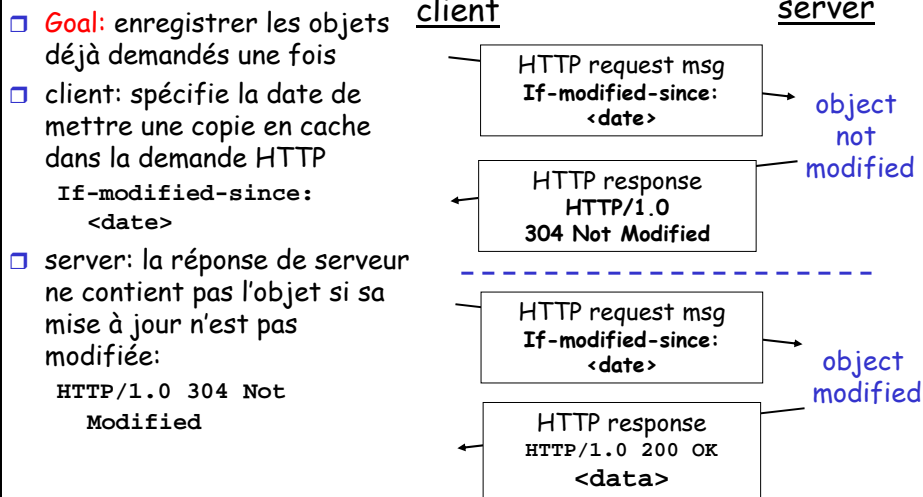 Goal: enregistrer les objets
déjà demandés une fois
client: spécifie la date de
mettre une copie en cache
dans la demande HTTP
If-modified-since:
<date>
server: la réponse de serveur
ne contient pas l'objet si sa
mise à jour n'est pas
modifiée:
HTTP/1.0 304 Not
Modified
client
server
HTTP request msg
If-modified-since:
<date>
object
not
modified
HTTP response
HTTP/1.0
304 Not Modified
HTTP request msg
If-modified-since:
<date>
object
modified
HTTP response
HTTP/1.0 200 OK
<data>